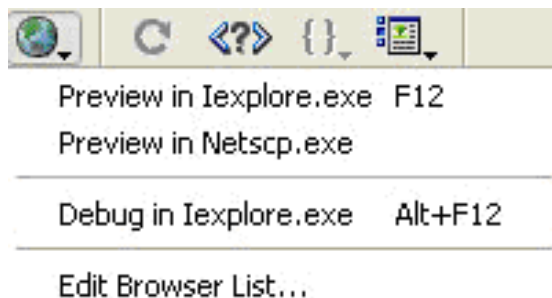 <?> {}
Preview in Iexplore.exe F12
Preview in Netscp.exe
Debug in Iexplore.exe Alt+F12
Edit Browser List...